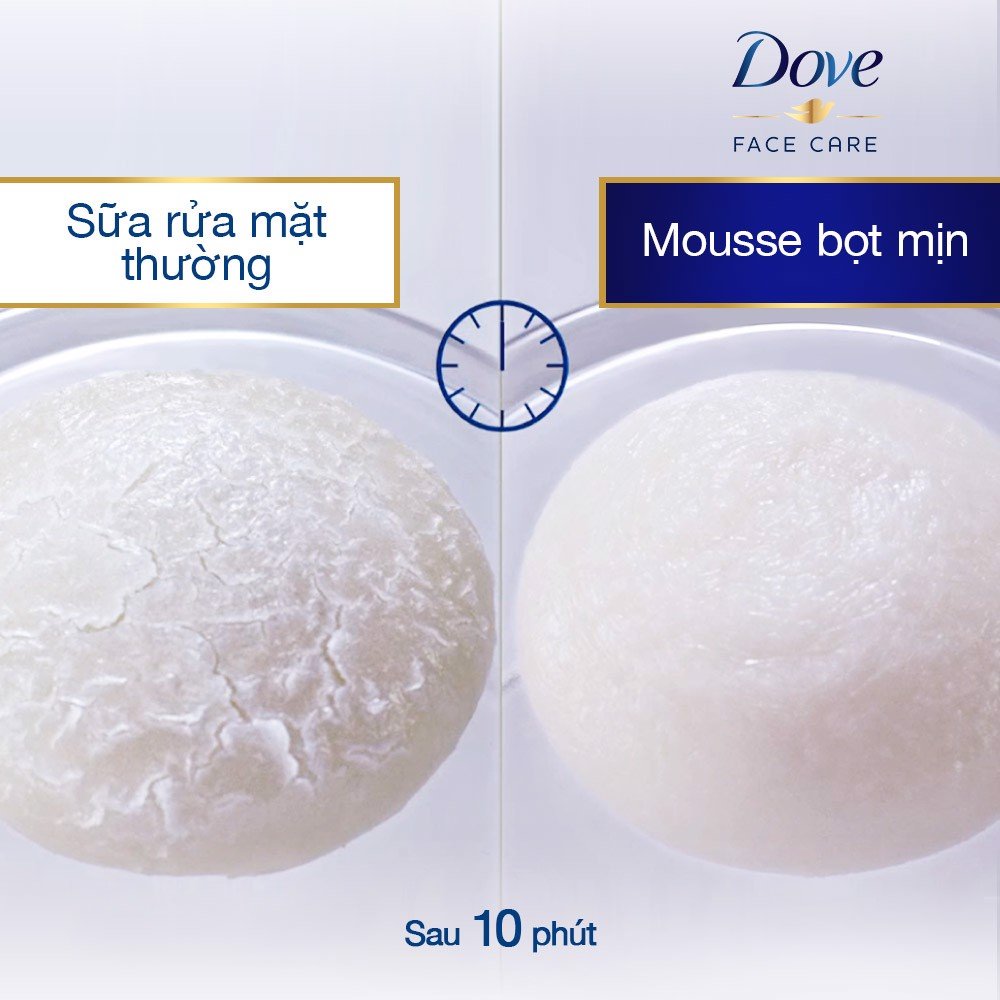 Dove
FACE CARE
Sữa rửa mặt
thường
Mousse bọt mịn
Sau 10 phút